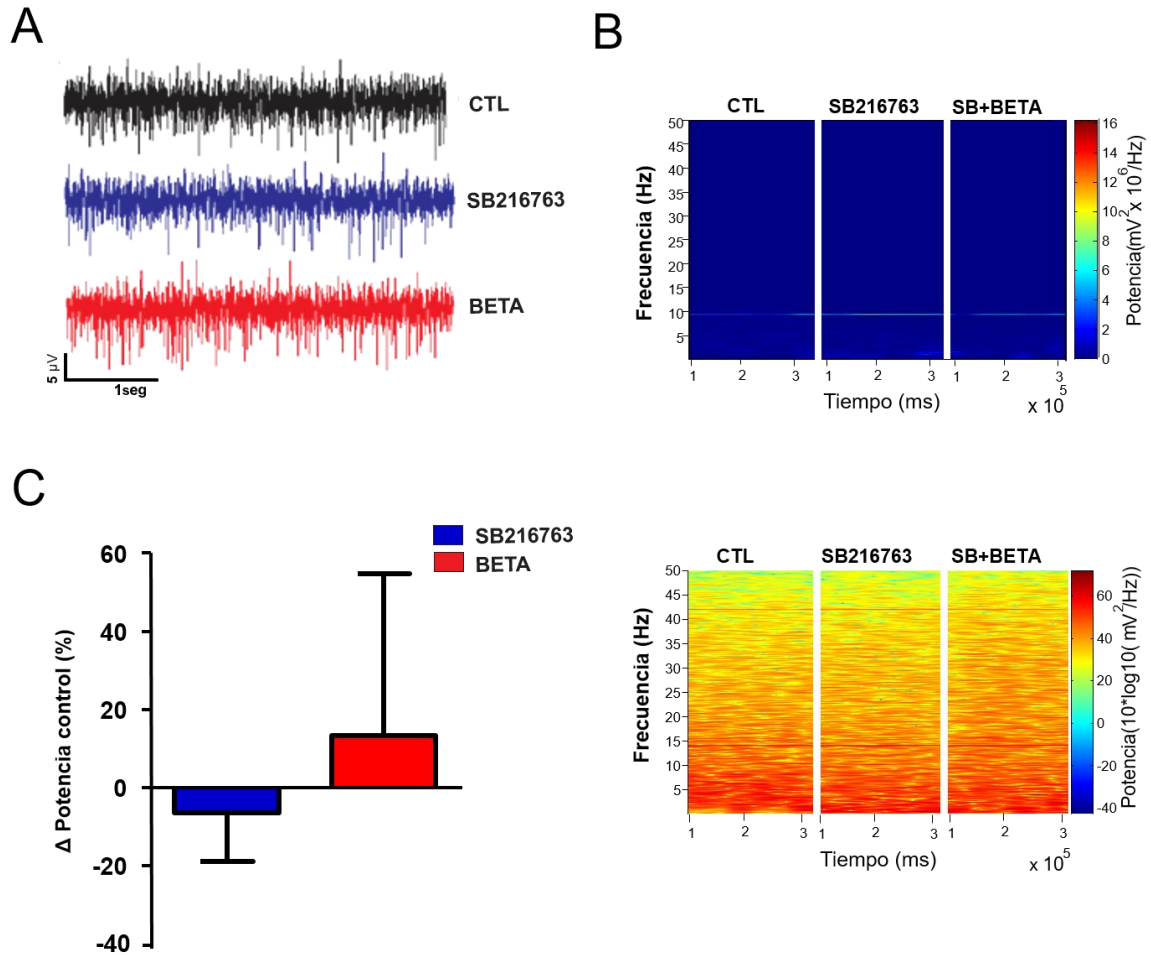 A
CTL
SB216763
BETA
5 µV
1seg
B
CTL SB216763 SB+BETA
Frecuencia (Hz)
50
45
40
35
30
25
20
15
10
5
1 2 3 1 2 3 1 2 3
Tiempo (ms)
x 10^5
16
14
12
10
8
6
4
2
0
Potencia(mV^2 x 10^6/Hz)
C
SB216763
BETA
Δ Potencia control (%)
60
40
20
0
-20
-40
CTL SB216763 SB+BETA
Frecuencia (Hz)
50
45
40
35
30
25
20
15
10
5
1 2 3 1 2 3 1 2 3
Tiempo (ms)
x 10^5
60
40
20
0
-20
-40
Potencia(10*log10( mV^2/Hz))